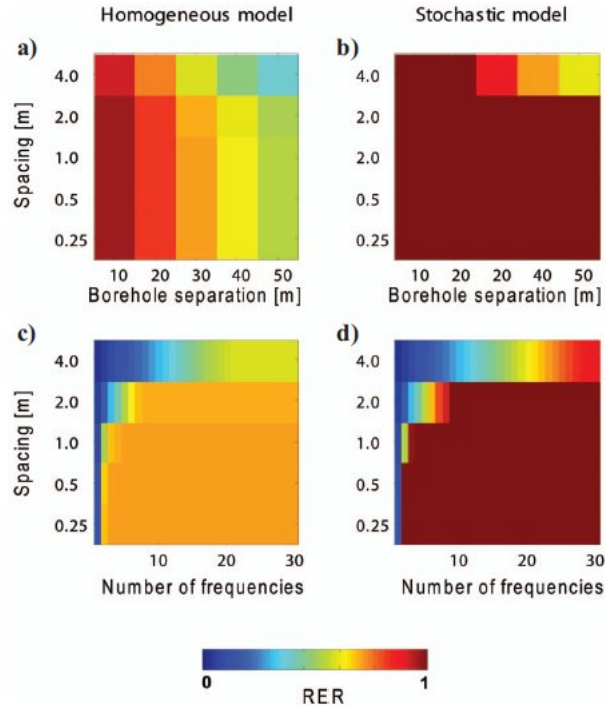 Homogeneous model
Stochastic model
a)
b)
4.0
2.0
1.0
0.5
0.25
Spacing [m]
10 20 30 40 50
Borehole separation [m]
4.0
2.0
2.0
0.5
0.25
10 20 20 20 40 50
Borehole separation [m]
c)
d)
4.0
2.0
1.0
0.5
0.25
Spacing [m]
10 20 30
Number of frequencies
4.0
2.0
1.0
0.5
0.25
10 20 30
Number of frequencies
0 1
RER